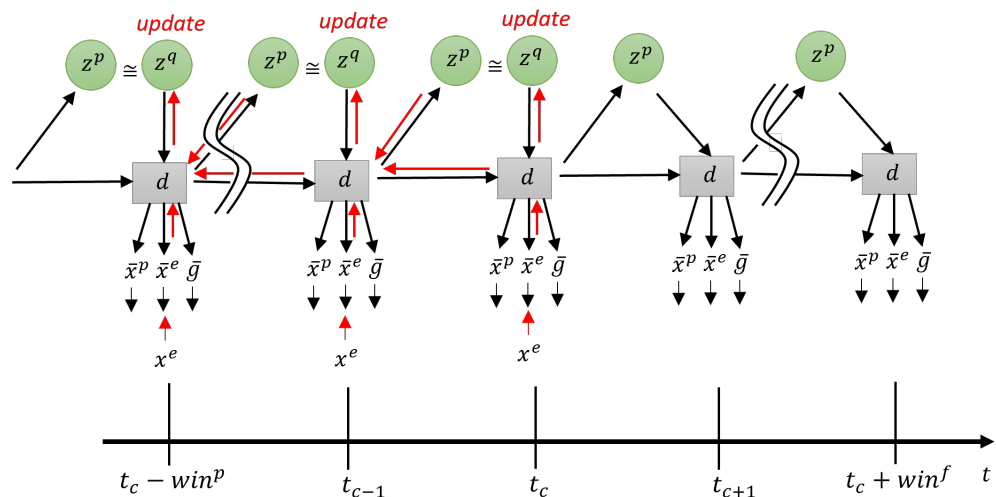 update update update
z^p ≅ z^q z^p ≅ z^q z^p ≅ z^q z^p z^p
d d d d d
x̄^p x̄^e ḡ x̄^p x̄^e ḡ x̄^p x̄^e ḡ x̄^p x̄^e ḡ x̄^p x̄^e ḡ
x^e x^e x^e
t_c − win^p t_{c-1} t_c t_{c+1} t_c + win^f t